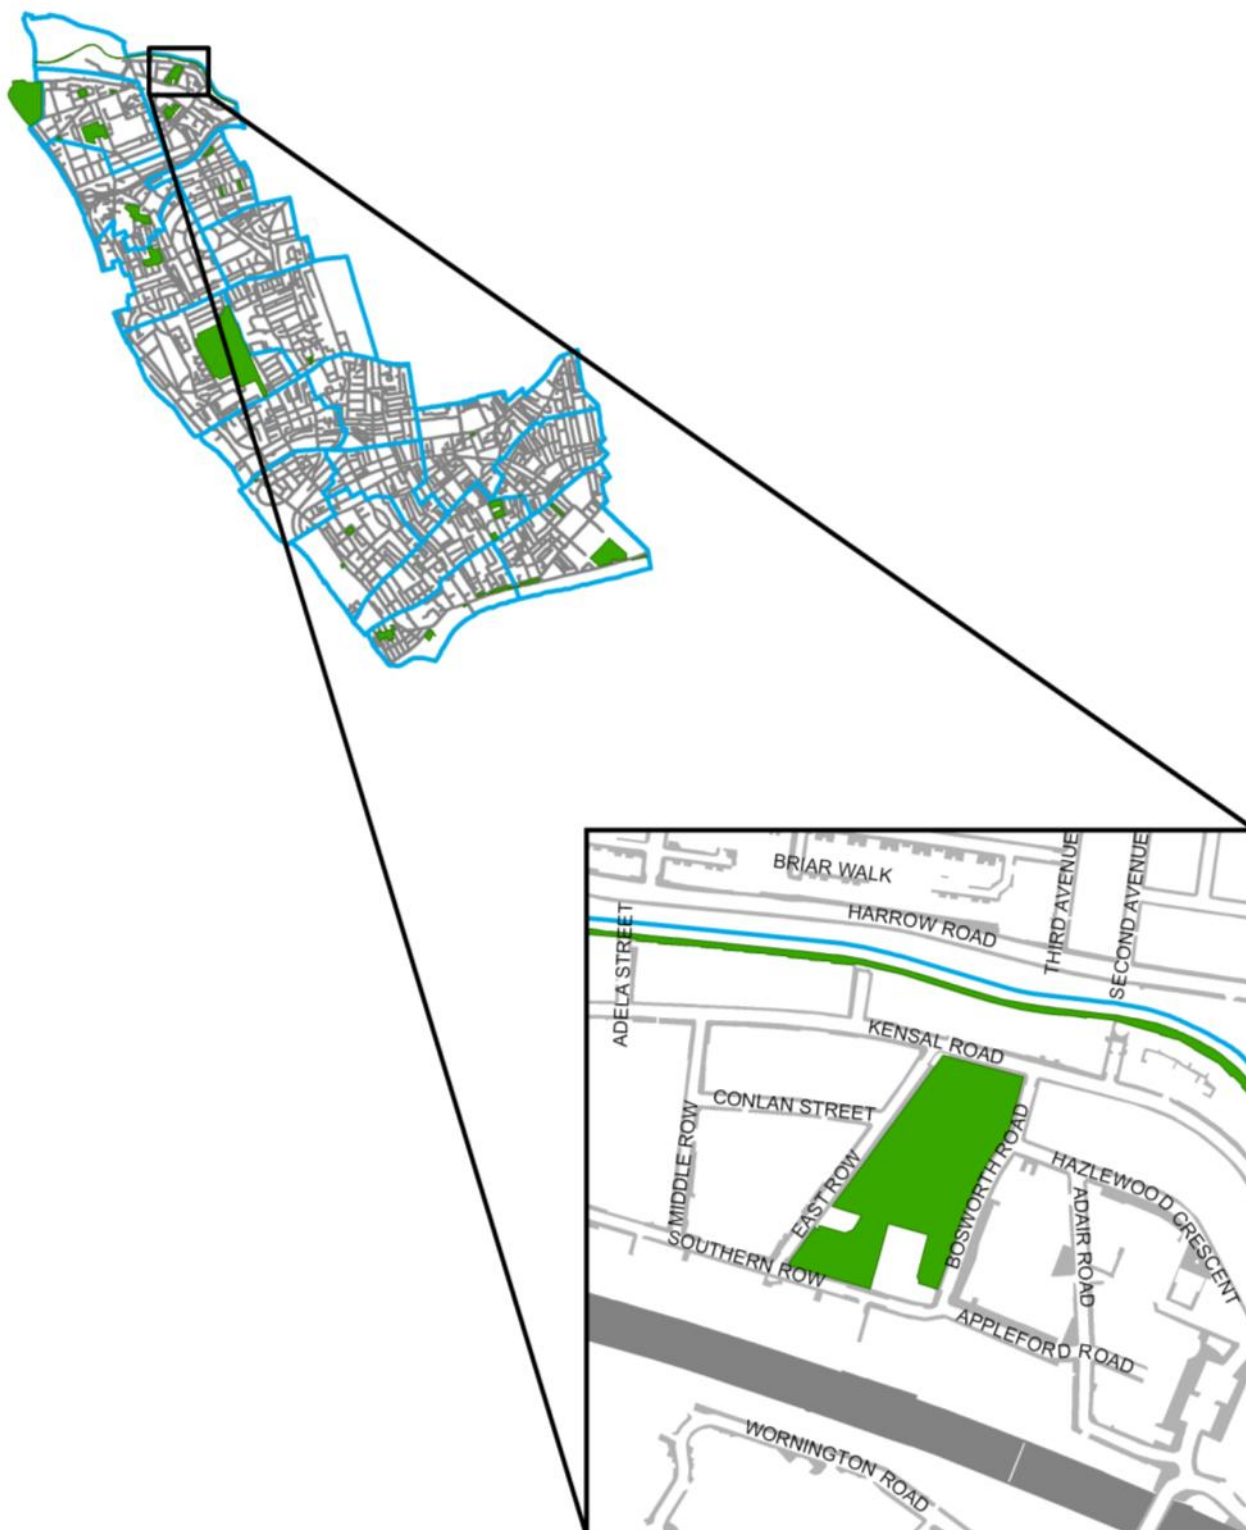 BRIAR WALK
HARROW ROAD
THIRD AVENUE
SECOND AVENUE
ADELA STREET
KENSAL ROAD
CONLAN STREET
MIDDLE ROW
EAST ROW
BOSWORTH ROAD
HAZLEWOOD CRESCENT
ADAIR ROAD
SOUTHERN ROW
APPLEFORD ROAD
WORNINGTON ROAD